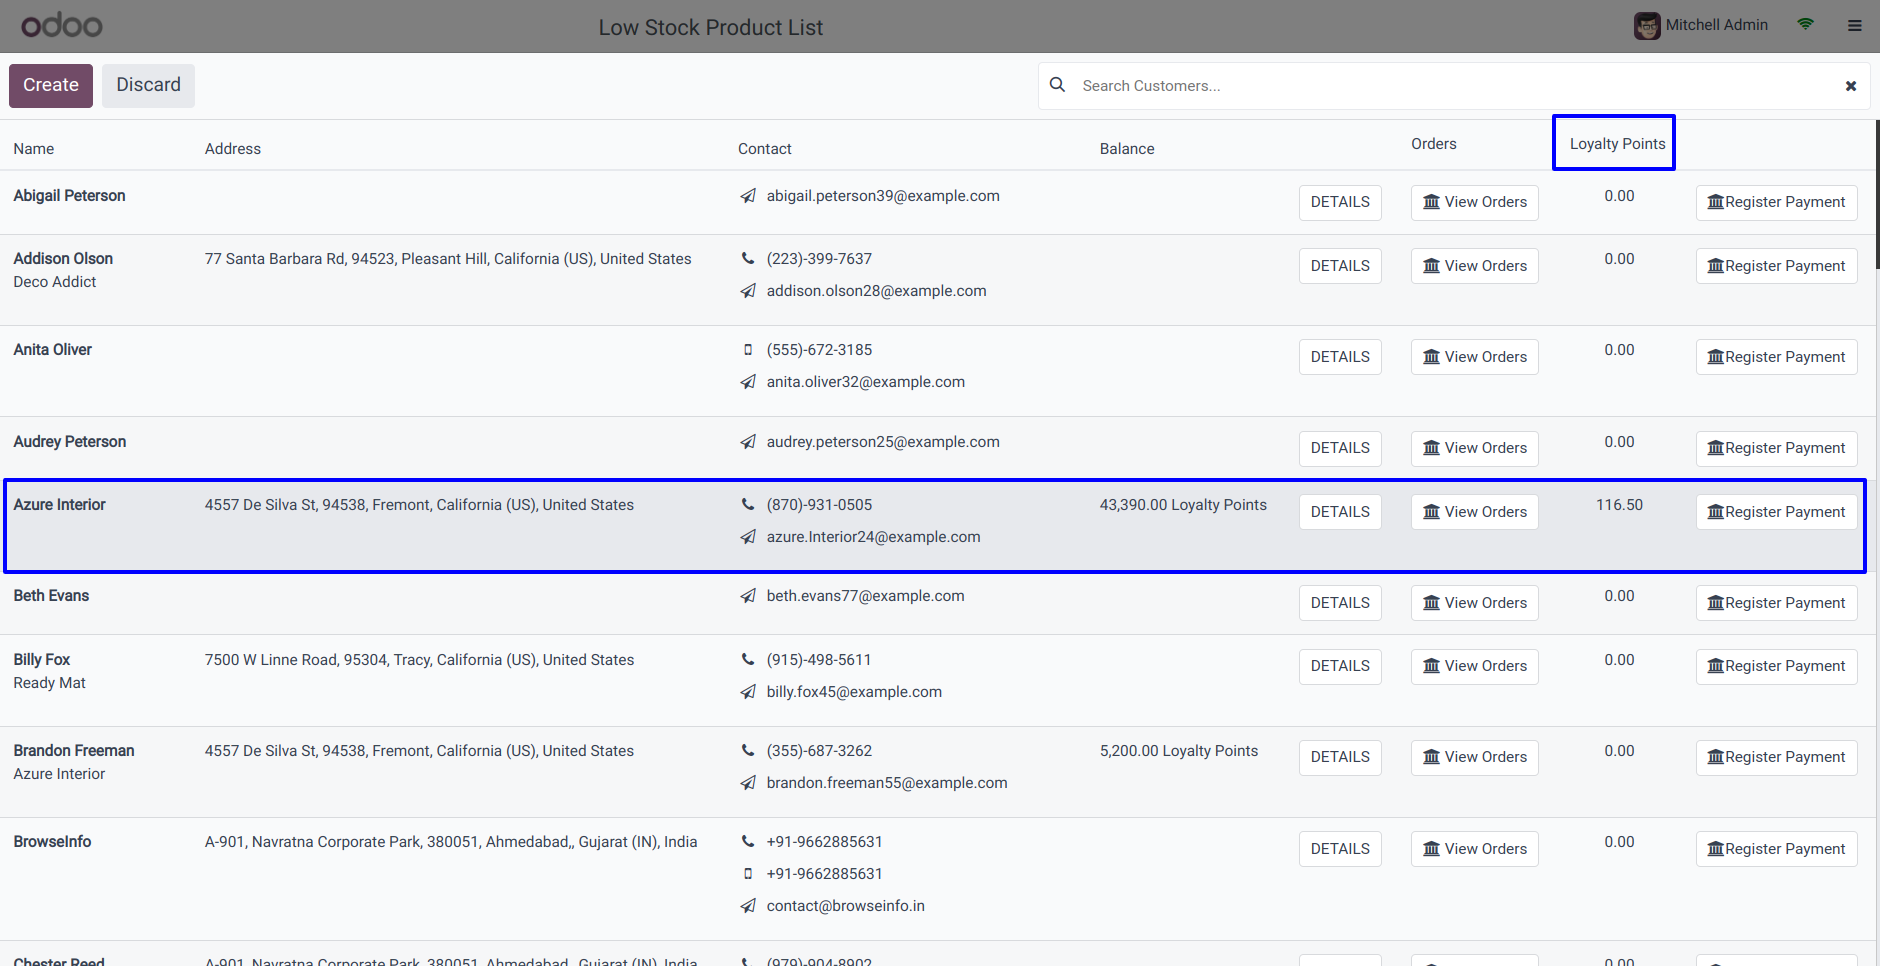 odoo
Low Stock Product List
Mitchell Admin
Create Discard
Search Customers...
Name Address Contact Balance Orders Loyalty Points
Abigail Peterson abigail.peterson39@example.com DETAILS View Orders 0.00 Register Payment
Addison Olson 77 Santa Barbara Rd, 94523, Pleasant Hill, California (US), United States (223)-399-7637 DETAILS View Orders 0.00 Register Payment
Deco Addict addison.olson28@example.com
Anita Oliver (555)-672-3185 DETAILS View Orders 0.00 Register Payment
anita.oliver32@example.com
Audrey Peterson audrey.peterson25@example.com DETAILS View Orders 0.00 Register Payment
Azure Interior 4557 De Silva St, 94538, Fremont, California (US), United States (870)-931-0505 43,390.00 Loyalty Points DETAILS View Orders 116.50 Register Payment
azure.Interior24@example.com
Beth Evans beth.evans77@example.com DETAILS View Orders 0.00 Register Payment
Billy Fox 7500 W Linne Road, 95304, Tracy, California (US), United States (915)-498-5611 DETAILS View Orders 0.00 Register Payment
Ready Mat billy.fox45@example.com
Brandon Freeman 4557 De Silva St, 94538, Fremont, California (US), United States (355)-687-3262 5,200.00 Loyalty Points DETAILS View Orders 0.00 Register Payment
Azure Interior brandon.freeman55@example.com
BrowseInfo A-901, Navratna Corporate Park, 380051, Ahmedabad,, Gujarat (IN), India +91-9662885631 DETAILS View Orders 0.00 Register Payment
+91-9662885631
contact@browseinfo.in
Chester Reed A-901, Navratna Corporate Park, 380051, Ahmedabad,, Gujarat (IN), India (979)-904-8902 0.00